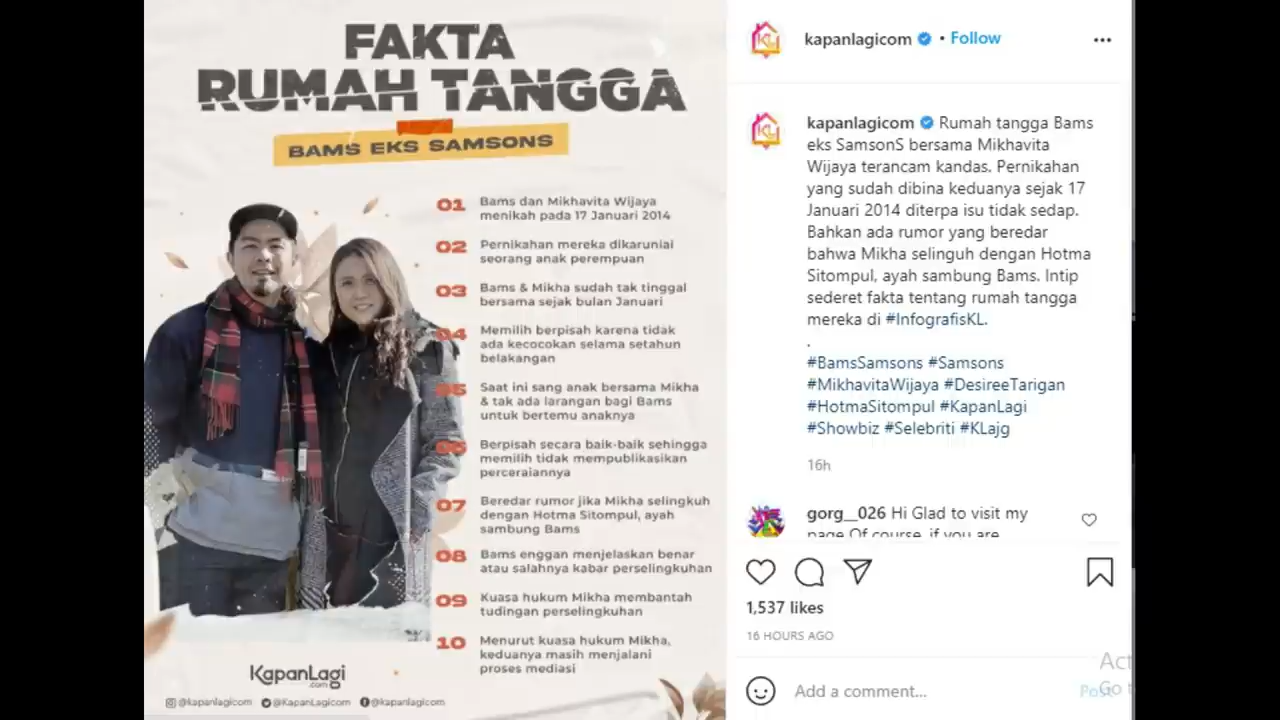 FAKTA
RUMAH TANGGA
BAMS EKS SAMSONS
01 Bams dan Mikhavita Wijaya
menikah pada 17 Januari 2014
02 Pernikahan mereka dikaruniai
seorang anak perempuan
03 Bams & Mikha sudah tak tinggal
bersama sejak bulan Januari
04 Memilih berpisah karena tidak
ada kecocokan selama setahun
belakangan
05 Saat ini sang anak bersama Mikha
& tak ada larangan bagi Bams
untuk bertemu anaknya
06 Berpisah secara baik-baik sehingga
memilih tidak mempublikasikan
perceraiannya
07 Beredar rumor jika Mikha selingkuh
dengan Hotma Sitompul, ayah
sambung Bams
08 Bams enggan menjelaskan benar
atau salahnya kabar perselingkuhan
09 Kuasa hukum Mikha membantah
tudingan perselingkuhan
10 Menurut kuasa hukum Mikha,
keduanya masih menjalani
proses mediasi
KapanLagi
.com
@kapanlagicom @KapanLagicom @kapanlagicom
kapanlagicom • Follow
kapanlagicom Rumah tangga Bams
eks SamsonS bersama Mikhavita
Wijaya terancam kandas. Pernikahan
yang sudah dibina keduanya sejak 17
Januari 2014 diterpa isu tidak sedap.
Bahkan ada rumor yang beredar
bahwa Mikha selinguh dengan Hotma
Sitompul, ayah sambung Bams. Intip
sederet fakta tentang rumah tangga
mereka di #InfografisKL.
.
#BamsSamsons #Samsons
#MikhavitaWijaya #DesireeTarigan
#HotmaSitompul #KapanLagi
#Showbiz #Selebriti #KLajg
16h
gorg__026 Hi Glad to visit my
page Of course, if you are
1,537 likes
16 HOURS AGO
Add a comment...
Act
Go t